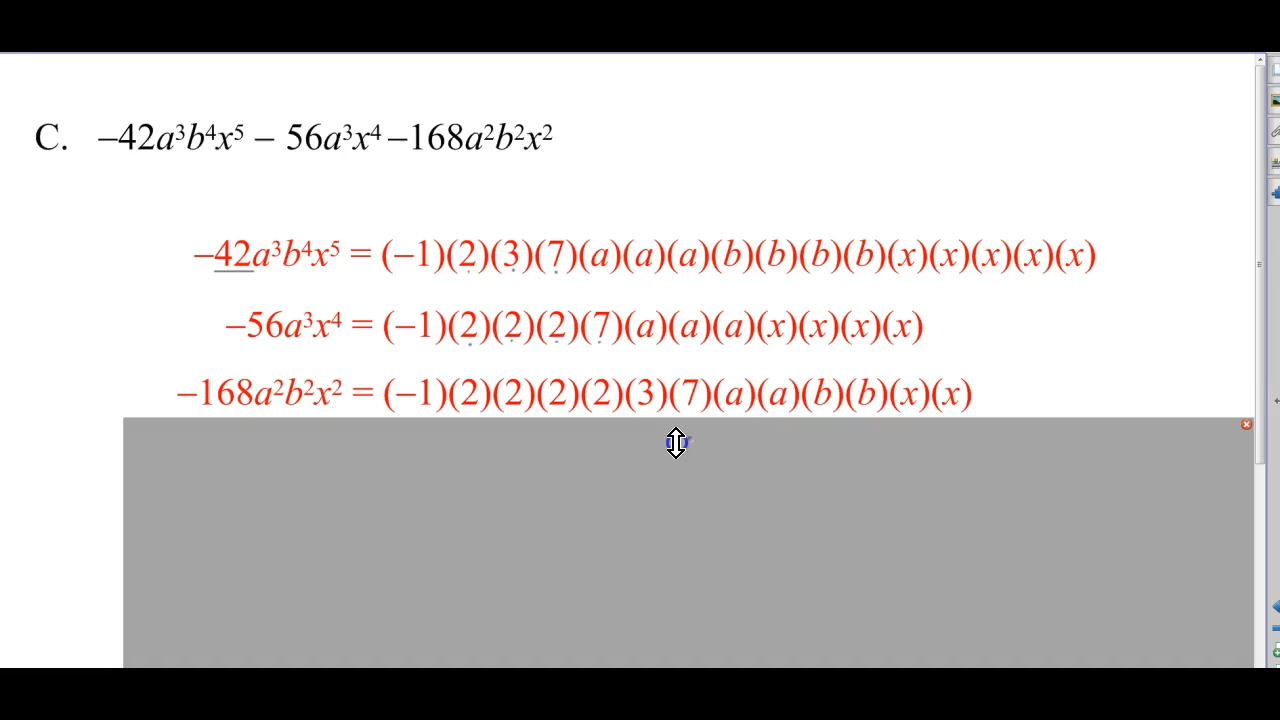 C. –42a³b⁴x⁵ – 56a³x⁴ –168a²b²x²
–42a³b⁴x⁵ = (–1)(2)(3)(7)(a)(a)(a)(b)(b)(b)(b)(x)(x)(x)(x)(x)
–56a³x⁴ = (–1)(2)(2)(2)(7)(a)(a)(a)(x)(x)(x)(x)
–168a²b²x² = (–1)(2)(2)(2)(2)(3)(7)(a)(a)(b)(b)(x)(x)